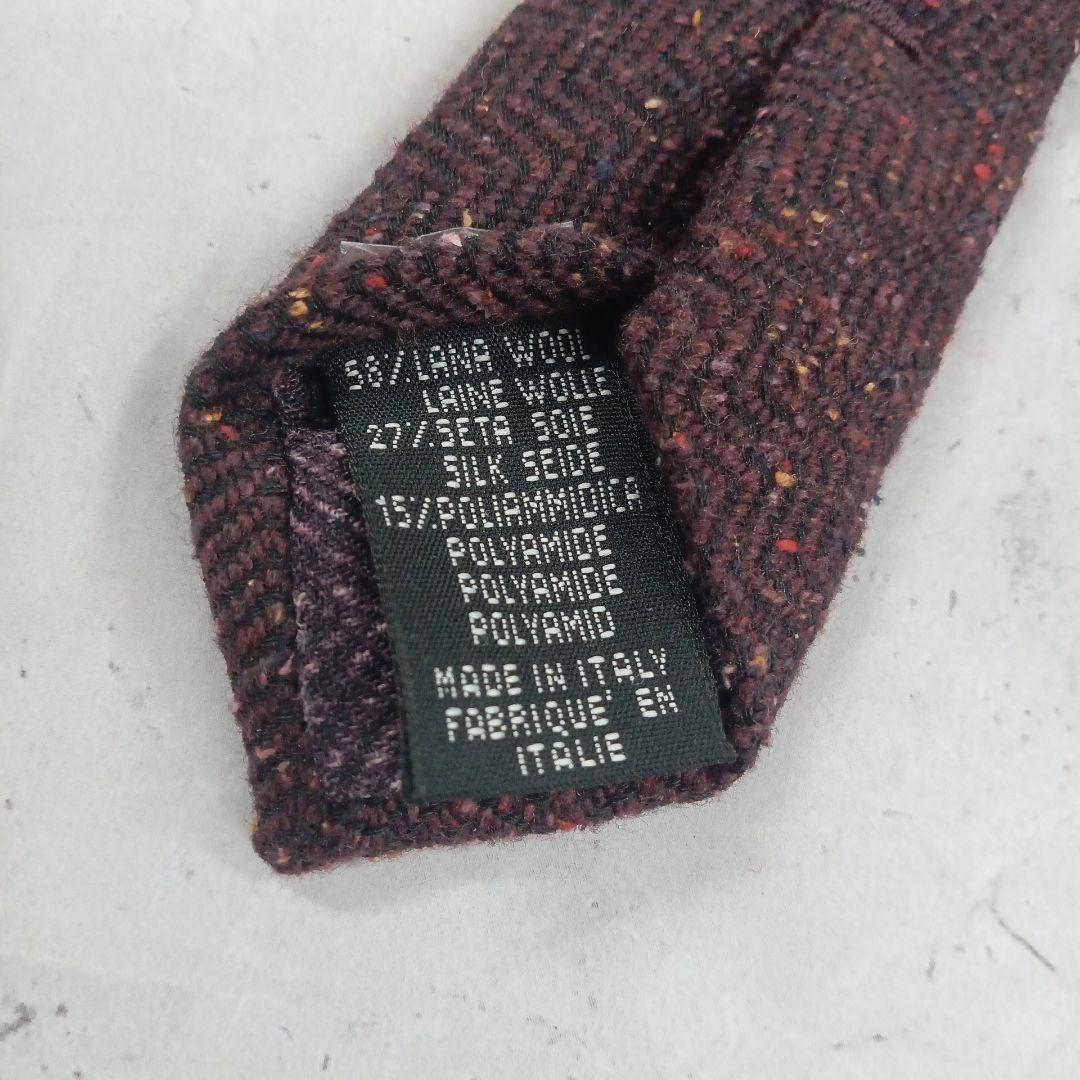 58% LANA WOOL
LAINE WOLLE
27% SETA SOIE
SILK SEIDE
15% POLIAMMIDICA
POLYAMIDE
POLYAMIDE
POLYAMID
MADE IN ITALY
FABRIQUE' EN
ITALIE